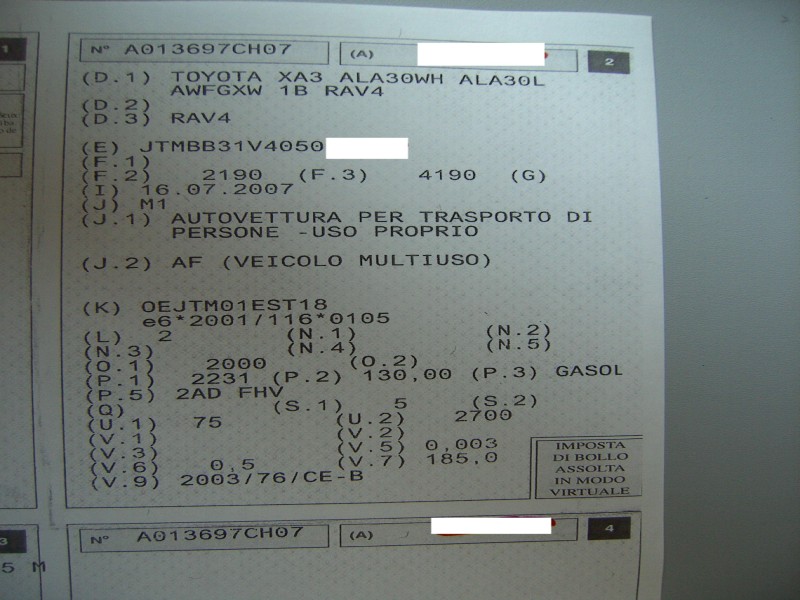 1
N° A013697CH07 (A) 2
(D.1) TOYOTA XA3 ALA30WH ALA30L
AWFGXW 1B RAV4
(D.2)
(D.3) RAV4
(E) JTMBB31V4050
(F.1)
(F.2) 2190 (F.3) 4190 (G)
(I) 16.07.2007
(J) M1
(J.1) AUTOVETTURA PER TRASPORTO DI
PERSONE -USO PROPRIO
(J.2) AF (VEICOLO MULTIUSO)
(K) OEJTM01EST18
e6*2001/116*0105
(L) 2 (N.1) (N.2)
(N.3) (N.4) (N.5)
(O.1) 2000 (O.2)
(P.1) 2231 (P.2) 130,00 (P.3) GASOL
(P.5) 2AD FHV
(Q) (S.1) 5 (S.2)
(U.1) 75 (U.2) 2700
(V.1) (V.2)
(V.3) (V.5) 0,003
(V.6) 0,5 (V.7) 185,0
(V.9) 2003/76/CE-B
IMPOSTA
DI BOLLO
ASSOLTA
IN MODO
VIRTUALE
3
N° A013697CH07 (A) 4
5 M